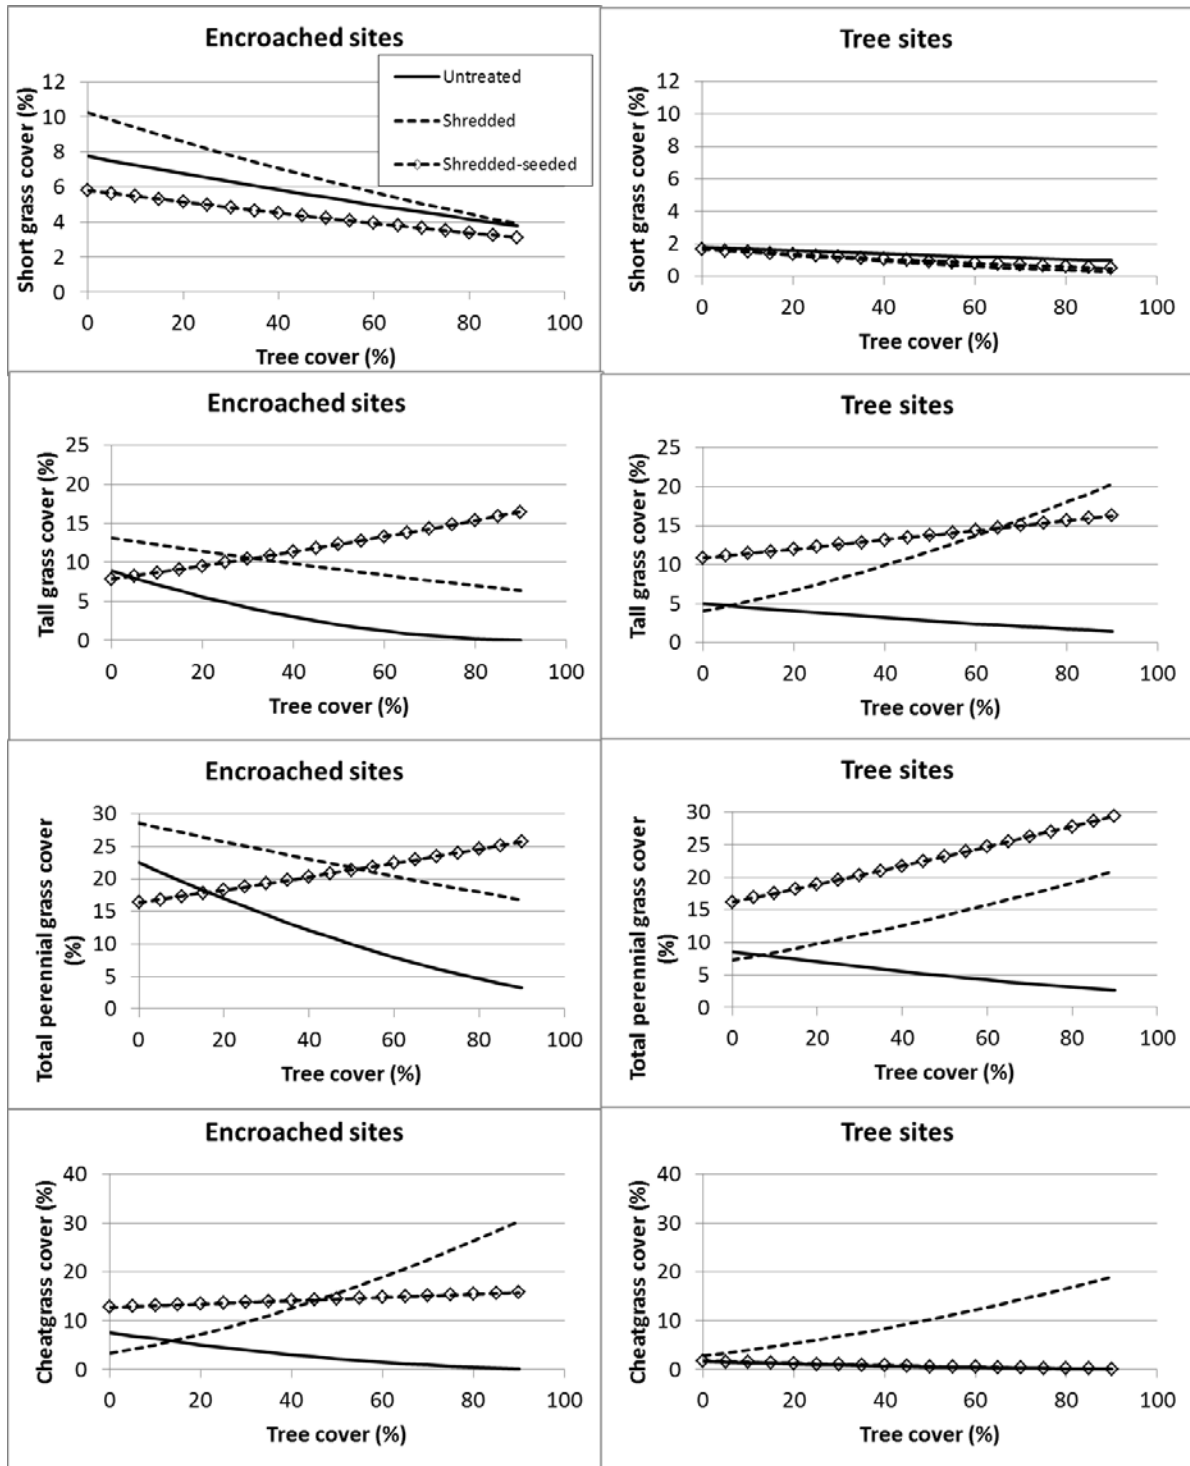 Encroached sites
Short grass cover (%)
12
10
8
6
4
2
0
0 20 40 60 80 100
Tree cover (%)
Untreated
Shredded
Shredded-seeded
Tree sites
Short grass cover (%)
12
10
8
6
4
2
0
0 20 40 60 80 100
Tree cover (%)
Encroached sites
Tall grass cover (%)
25
20
15
10
5
0
0 20 40 60 80 100
Tree cover (%)
Tree sites
Tall grass cover (%)
25
20
15
10
5
0
0 20 40 60 80 100
Tree cover (%)
Encroached sites
Total perennial grass cover
(%)
30
25
20
15
10
5
0
0 20 40 60 80 100
Tree cover (%)
Tree sites
Total perennial grass cover
(%)
30
25
20
15
10
5
0
0 20 40 60 80 100
Tree cover (%)
Encroached sites
Cheatgrass cover (%)
40
30
20
10
0
0 20 40 60 80 100
Tree cover (%)
Tree sites
Cheatgrass cover (%)
40
30
20
10
0
0 20 40 60 80 100
Tree cover (%)